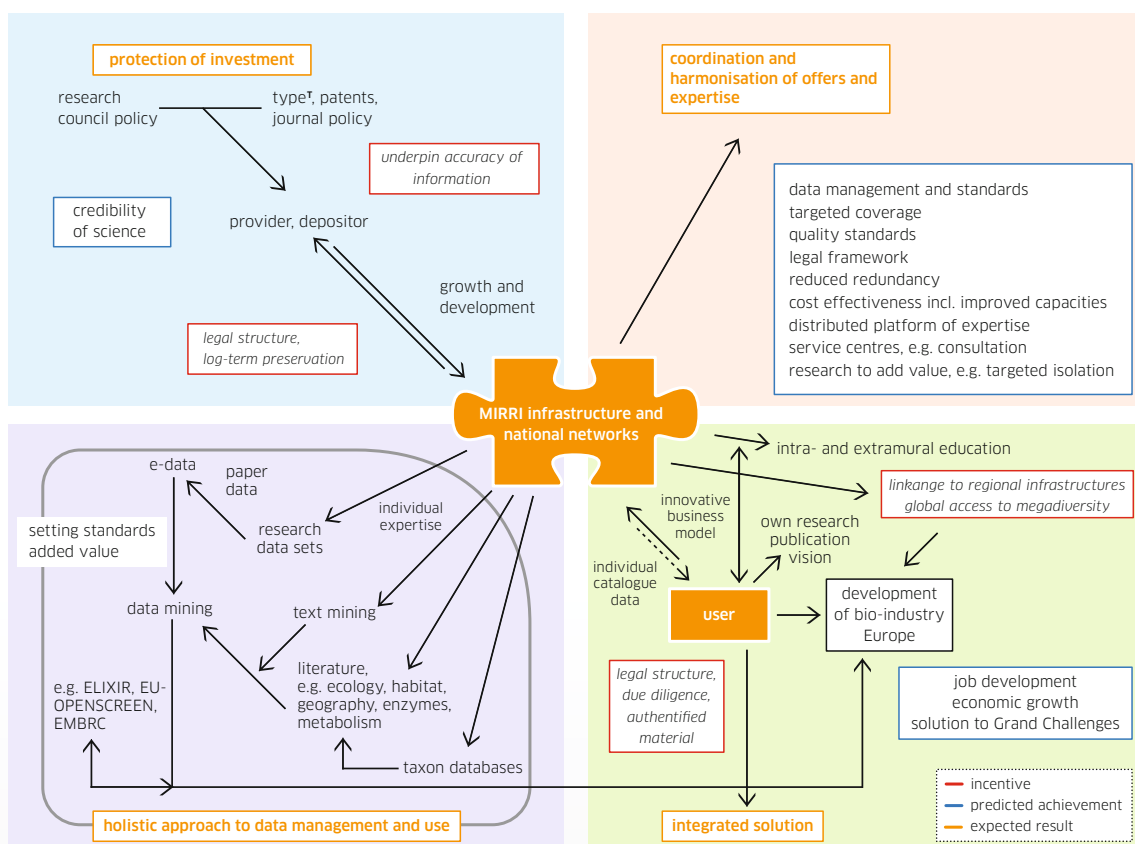 protection of investment
research
council policy
typeᵀ, patents,
journal policy
underpin accuracy of
information
credibility
of science
provider, depositor
growth and
development
legal structure,
log-term preservation
coordination and
harmonisation of offers and
expertise
data management and standards
targeted coverage
quality standards
legal framework
reduced redundancy
cost effectiveness incl. improved capacities
distributed platform of expertise
service centres, e.g. consultation
research to add value, e.g. targeted isolation
MIRRI infrastructure and
national networks
e-data
paper
data
setting standards
added value
research
data sets
individual
expertise
data mining
text mining
literature,
e.g. ecology, habitat,
geography, enzymes,
metabolism
e.g. ELIXIR, EU-
OPENSCREEN,
EMBRC
taxon databases
holistic approach to data management and use
intra- and extramural education
linkange to regional infrastructures
global access to megadiversity
innovative
business
model
own research
publication
vision
individual
catalogue
data
user
development
of bio-industry
Europe
legal structure,
due diligence,
authentified
material
job development
economic growth
solution to Grand Challenges
integrated solution
incentive
predicted achievement
expected result